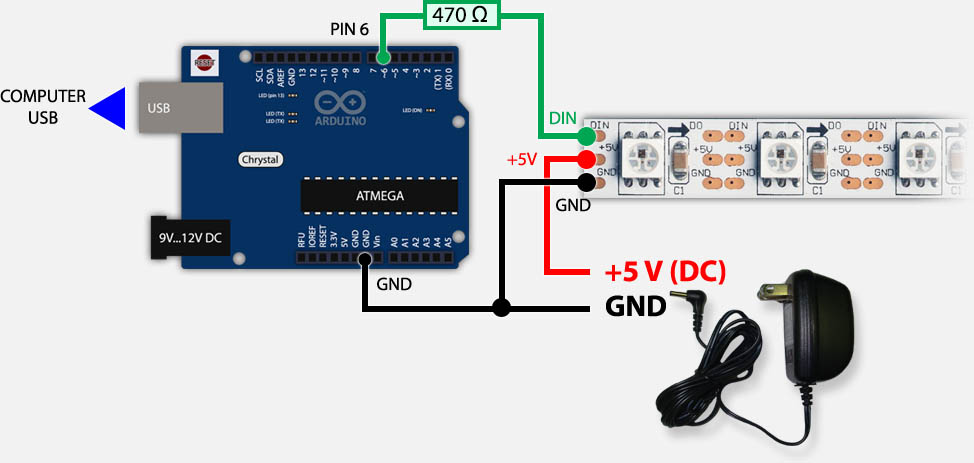 470 Ω
PIN 6
RESET
SCL
SDA
AREF
GND
13
12
~11
~10
~9
8
7
~6
~5
4
~3
2
(TX) 1
(RX) 0
LED (pin 13)
LED (TX)
LED (TX)
LED (ON)
ARDUINO
COMPUTER
USB
USB
Chrystal
ATMEGA
9V...12V DC
RFU
IOREF
RESET
3.3V
5V
GND
GND
Vin
A0
A1
A2
A3
A4
A5
GND
DIN
+5V
GND
DIN
+5V
GND
DO
DIN
+5V
+5V
GND
GND
C1
DO
DIN
+5V
+5V
GND
GND
C1
C1
+5 V (DC)
GND